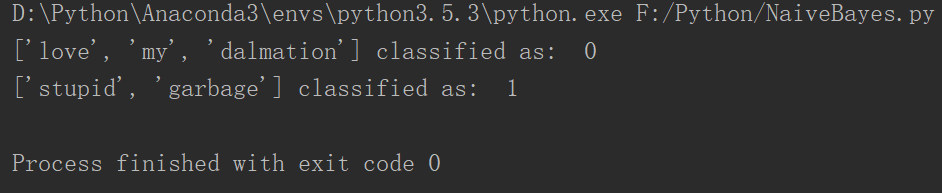 D:\Python\Anaconda3\envs\python3.5.3\python.exe F:/Python/NaiveBayes.py
['love', 'my', 'dalmation'] classified as:  0
['stupid', 'garbage'] classified as:  1
Process finished with exit code 0